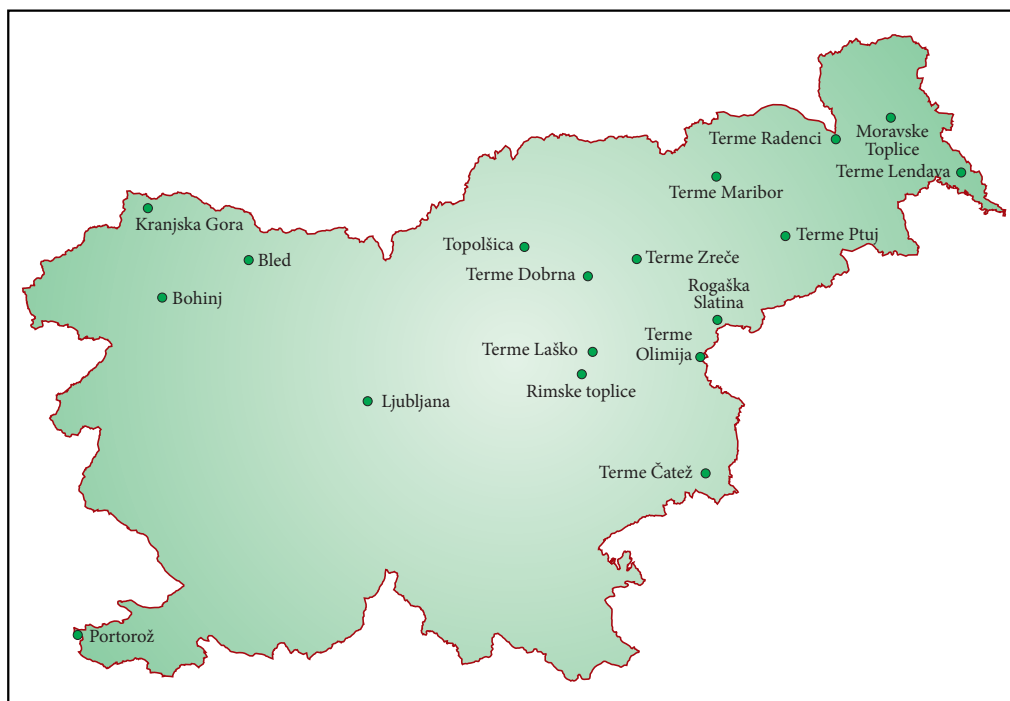 Terme Radenci
Moravske
Toplice
Terme Lendava
Terme Maribor
Kranjska Gora
Terme Ptuj
Topolšica
Bled
Terme Zreče
Terme Dobrna
Bohinj
Rogaška
Slatina
Terme
Olimija
Terme Laško
Rimske toplice
Ljubljana
Terme Čatež
Portorož